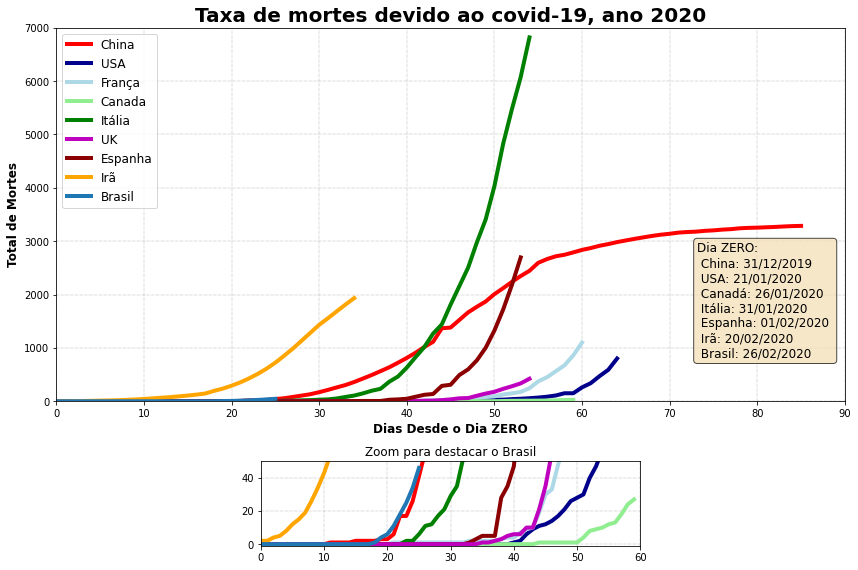 Taxa de mortes devido ao covid-19, ano 2020
7000
6000
5000
4000
3000
2000
1000
0
Total de Mortes
China
USA
França
Canada
Itália
UK
Espanha
Irã
Brasil
Dia ZERO:
China: 31/12/2019
USA: 21/01/2020
Canadá: 26/01/2020
Itália: 31/01/2020
Espanha: 01/02/2020
Irã: 20/02/2020
Brasil: 26/02/2020
0 10 20 30 40 50 60 70 80 90
Dias Desde o Dia ZERO
Zoom para destacar o Brasil
40
20
0
0 10 20 30 40 50 60